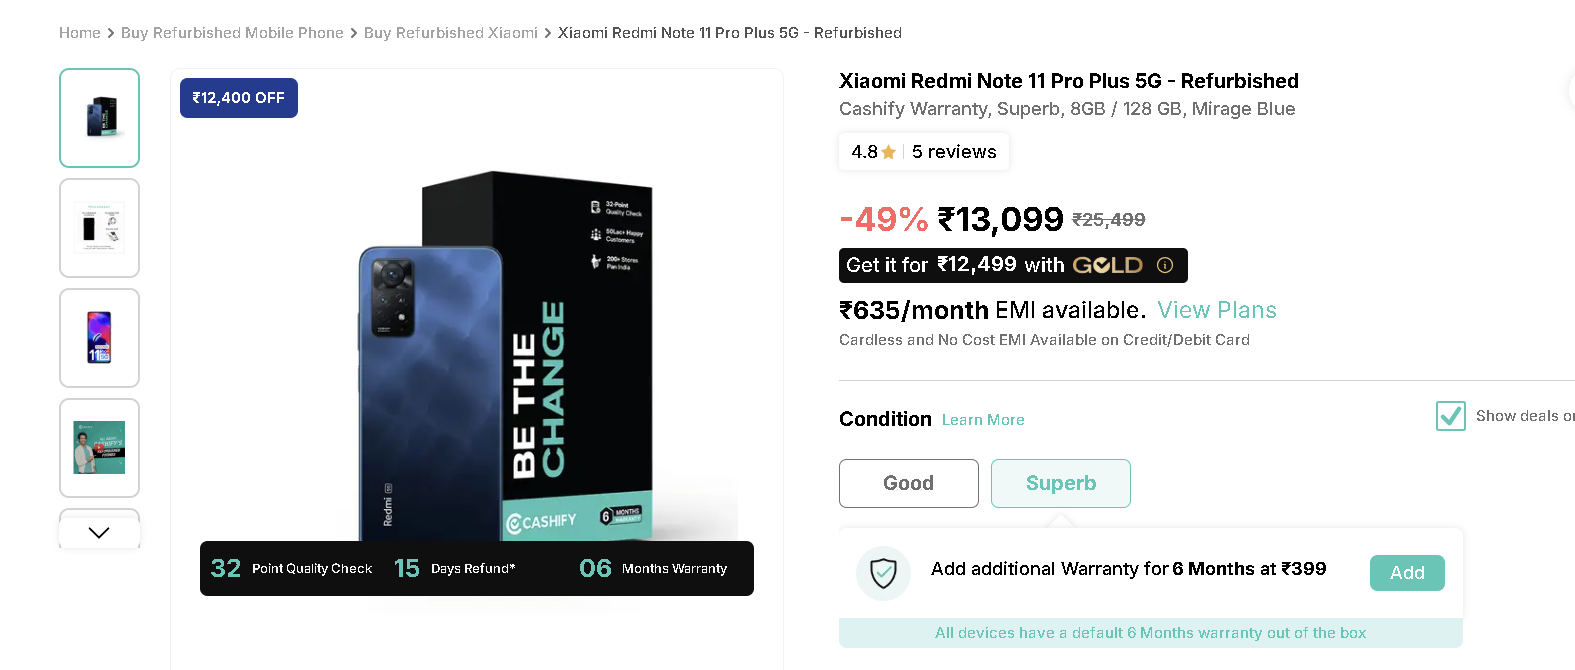 Home > Buy Refurbished Mobile Phone > Buy Refurbished Xiaomi > Xiaomi Redmi Note 11 Pro Plus 5G - Refurbished
₹12,400 OFF
32-Point
Quality Check
50Lac+ Happy
Customers
200+ Stores
Pan India
BE THE
CHANGE
Redmi 5G
CASHIFY
6 MONTHS
WARRANTY
32 Point Quality Check 15 Days Refund* 06 Months Warranty
Xiaomi Redmi Note 11 Pro Plus 5G - Refurbished
Cashify Warranty, Superb, 8GB / 128 GB, Mirage Blue
4.8 5 reviews
-49% ₹13,099 ₹25,499
Get it for ₹12,499 with GOLD
₹635/month EMI available. View Plans
Cardless and No Cost EMI Available on Credit/Debit Card
Condition Learn More
Show deals
Good
Superb
Add additional Warranty for 6 Months at ₹399
Add
All devices have a default 6 Months warranty out of the box